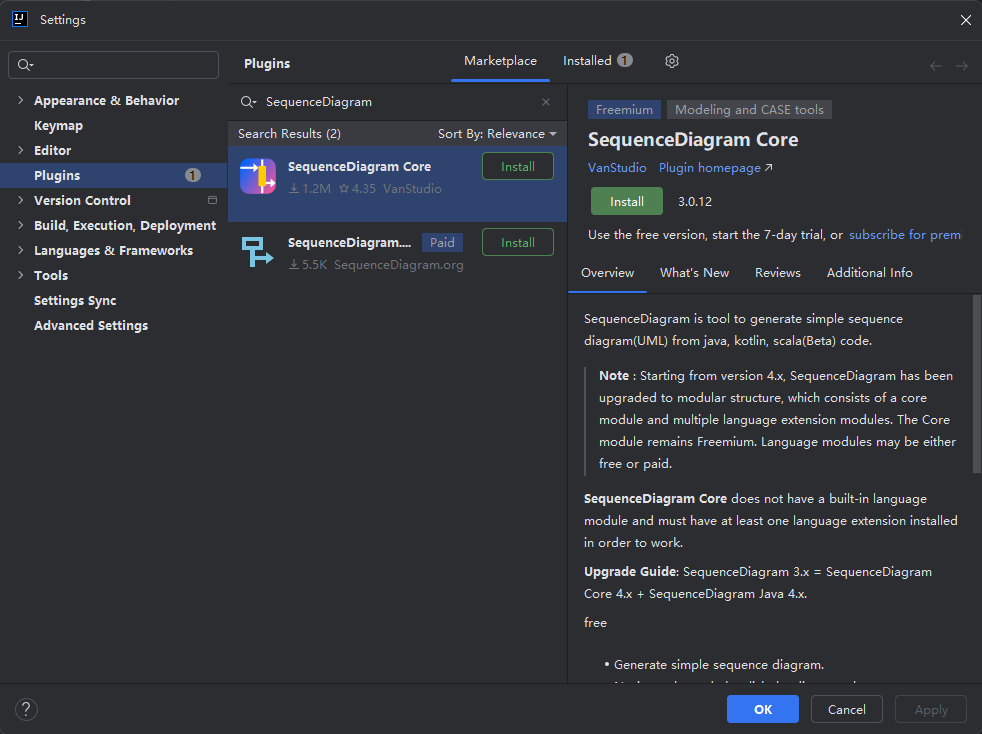 Settings
Appearance & Behavior
Keymap
Editor
Plugins 1
Version Control
Build, Execution, Deployment
Languages & Frameworks
Tools
Settings Sync
Advanced Settings
Plugins
Marketplace
Installed 1
SequenceDiagram
Search Results (2)
Sort By: Relevance
SequenceDiagram Core
Install
1.2M 4.35 VanStudio
SequenceDiagram.... Paid
Install
5.5K SequenceDiagram.org
Freemium Modeling and CASE tools
SequenceDiagram Core
VanStudio Plugin homepage ↗
Install 3.0.12
Use the free version, start the 7-day trial, or subscribe for premi
Overview What's New Reviews Additional Info
SequenceDiagram is tool to generate simple sequence
diagram(UML) from java, kotlin, scala(Beta) code.
Note : Starting from version 4.x, SequenceDiagram has been
upgraded to modular structure, which consists of a core
module and multiple language extension modules. The Core
module remains Freemium. Language modules may be either
free or paid.
SequenceDiagram Core does not have a built-in language
module and must have at least one language extension installed
in order to work.
Upgrade Guide: SequenceDiagram 3.x = SequenceDiagram
Core 4.x + SequenceDiagram Java 4.x.
free
• Generate simple sequence diagram.
?
OK
Cancel
Apply